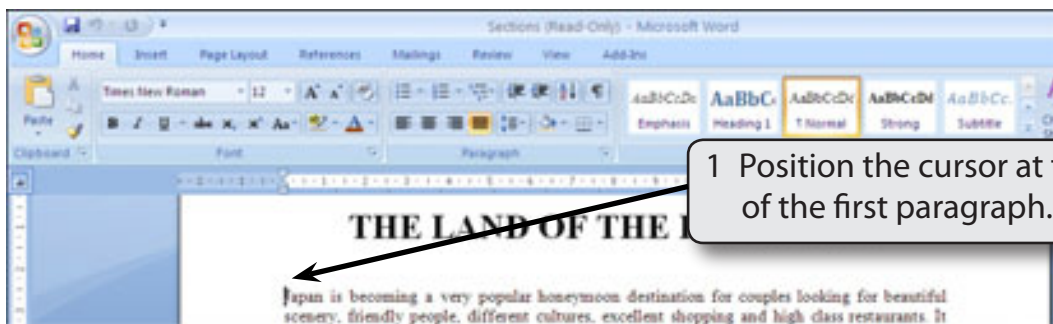 Sections (Read-Only) - Microsoft Word
Home Insert Page Layout References Mailings Review View Add-Ins
Times New Roman 12
AaBbCcDc AaBbCc AaBbCcDc AaBbCcDd AaBbCc.
Paste
Emphasis Heading 1 ¶ Normal Strong Subtitle
Clipboard Font Paragraph
1 Position the cursor at
of the first paragraph.
THE LAND OF THE
Japan is becoming a very popular honeymoon destination for couples looking for beautiful
scenery, friendly people, different cultures, excellent shopping and high class restaurants. It